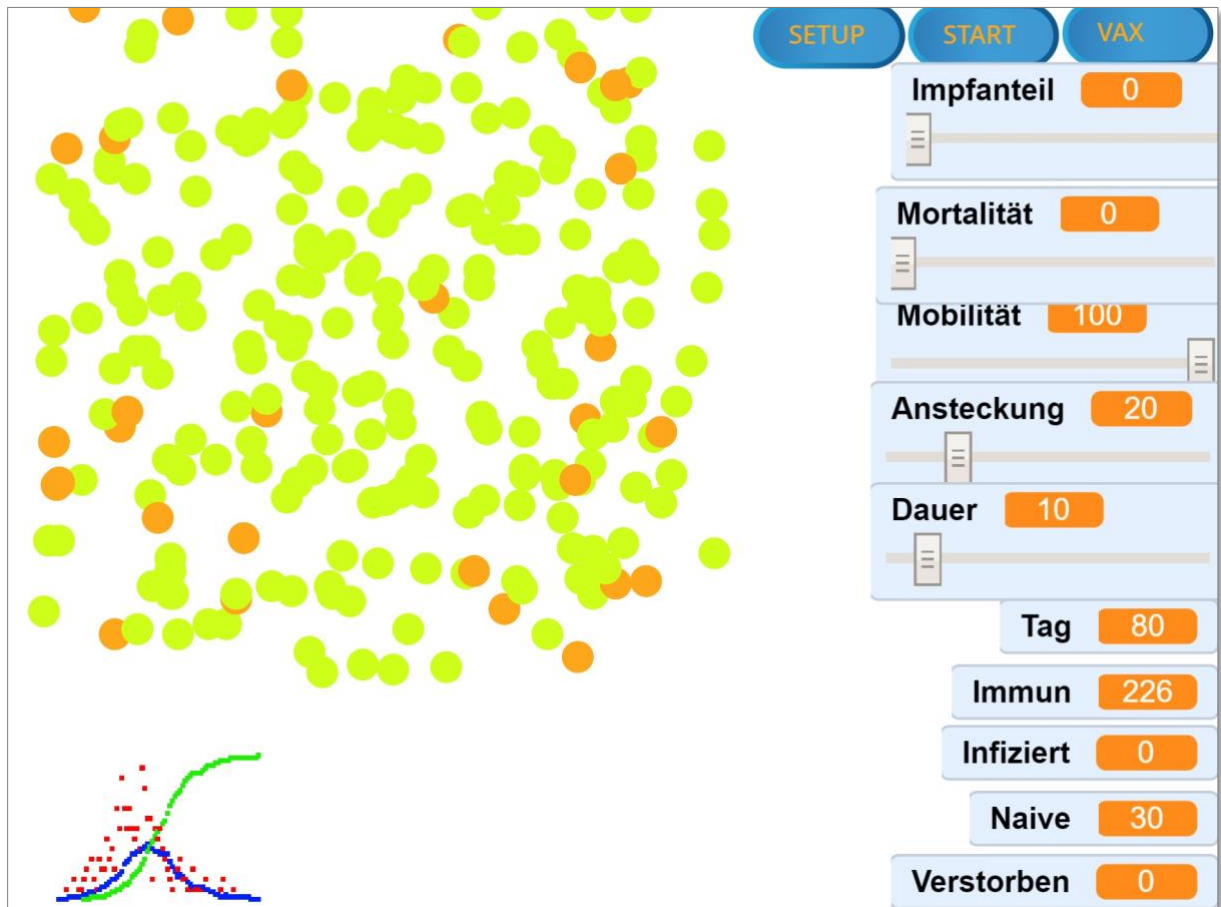 SETUP START VAX
Impfanteil 0
Mortalität 0
Mobilität 100
Ansteckung 20
Dauer 10
Tag 80
Immun 226
Infiziert 0
Naive 30
Verstorben 0